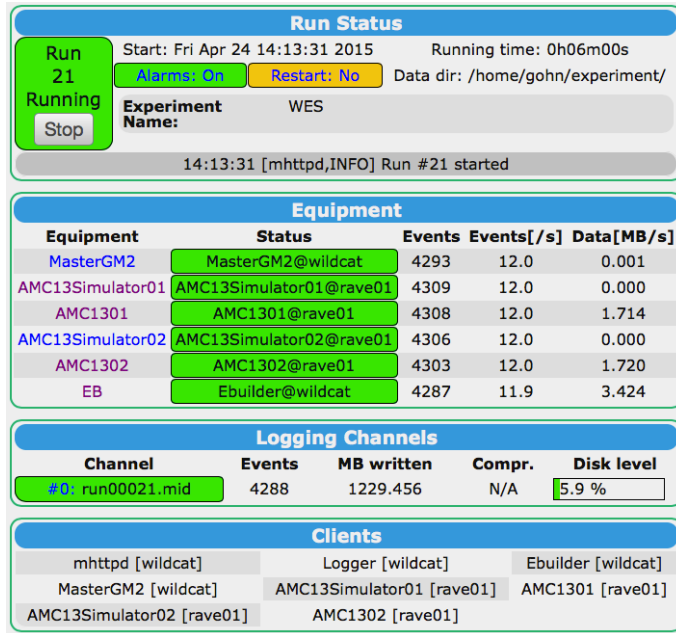 Run Status
Run
21
Running
Stop
Start: Fri Apr 24 14:13:31 2015 Running time: 0h06m00s
Alarms: On Restart: No Data dir: /home/gohn/experiment/
Experiment Name: WES
14:13:31 [mhttpd,INFO] Run #21 started
Equipment
Equipment Status Events Events[/s] Data[MB/s]
MasterGM2 MasterGM2@wildcat 4293 12.0 0.001
AMC13Simulator01 AMC13Simulator01@rave01 4309 12.0 0.000
AMC1301 AMC1301@rave01 4308 12.0 1.714
AMC13Simulator02 AMC13Simulator02@rave01 4306 12.0 0.000
AMC1302 AMC1302@rave01 4303 12.0 1.720
EB Ebuilder@wildcat 4287 11.9 3.424
Logging Channels
Channel Events MB written Compr. Disk level
#0: run00021.mid 4288 1229.456 N/A 5.9 %
Clients
mhttpd [wildcat] Logger [wildcat] Ebuilder [wildcat]
MasterGM2 [wildcat] AMC13Simulator01 [rave01] AMC1301 [rave01]
AMC13Simulator02 [rave01] AMC1302 [rave01]